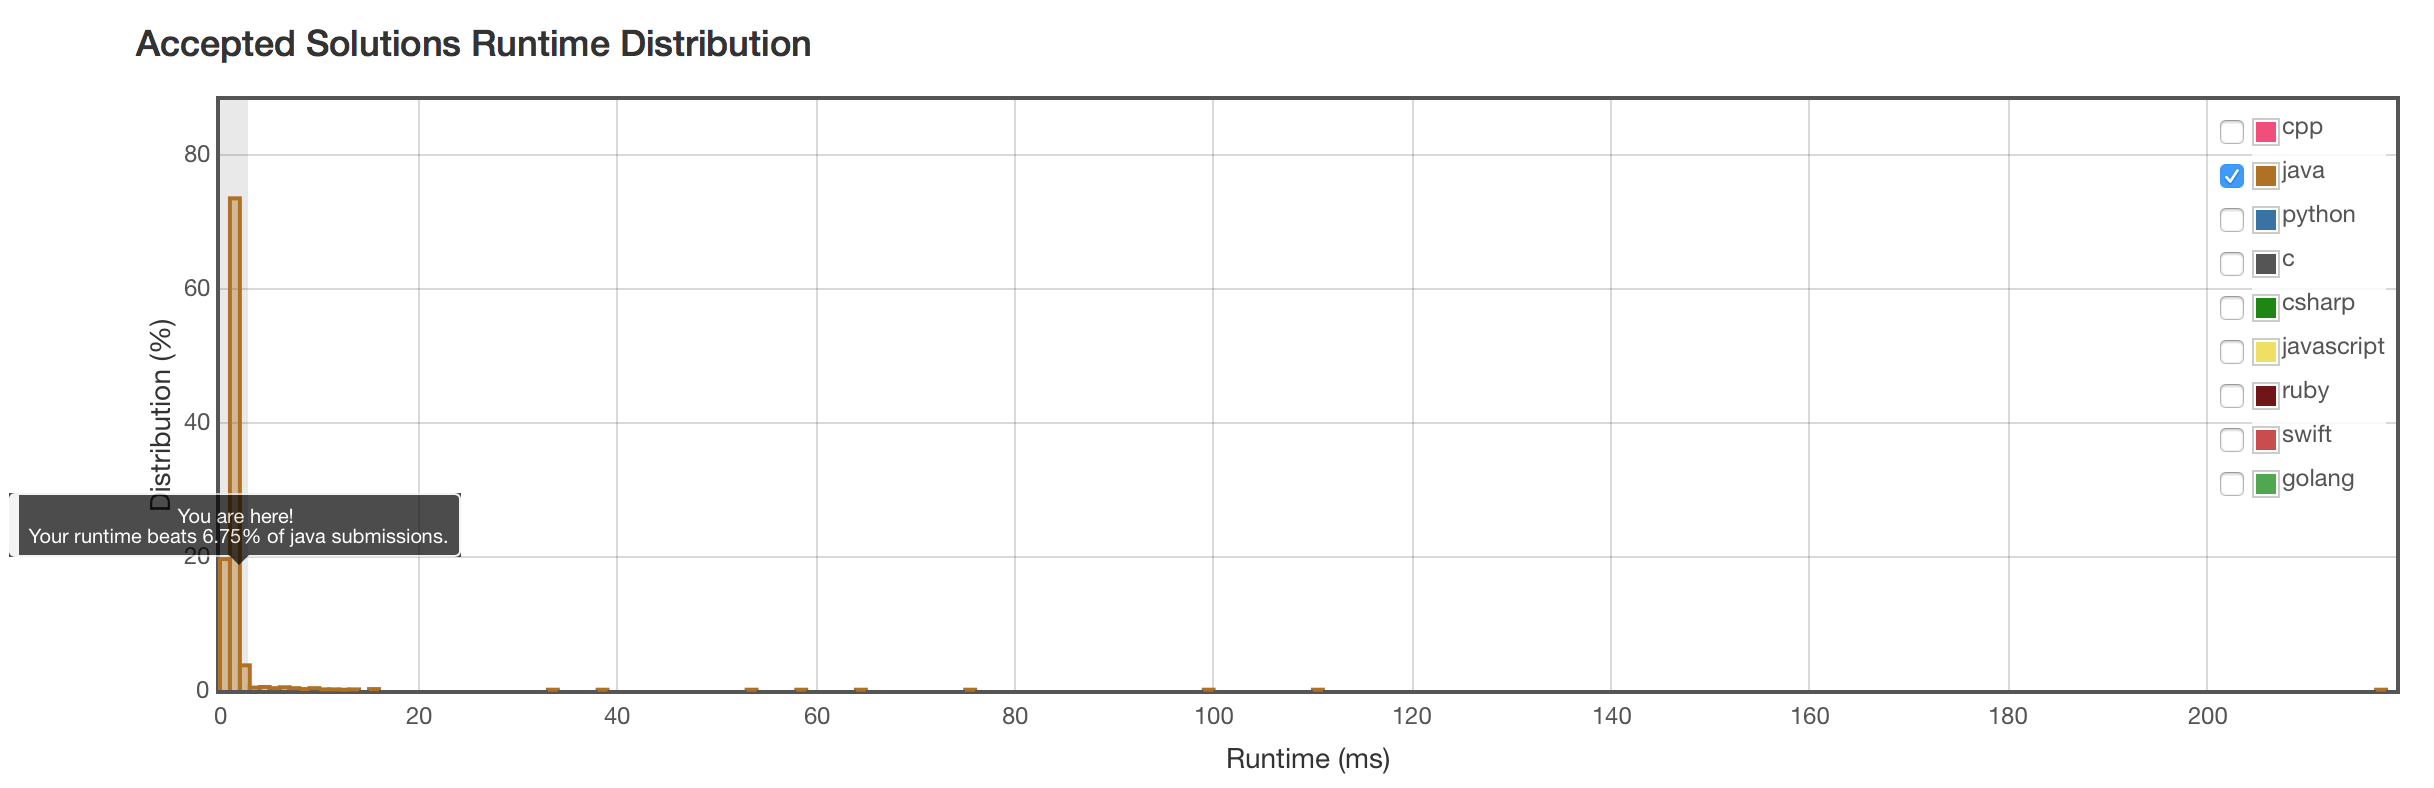 Accepted Solutions Runtime Distribution
80
60
40
20
0
Distribution (%)
You are here!
Your runtime beats 6.75% of java submissions.
cpp
java
python
c
csharp
javascript
ruby
swift
golang
0 20 40 60 80 100 120 140 160 180 200
Runtime (ms)